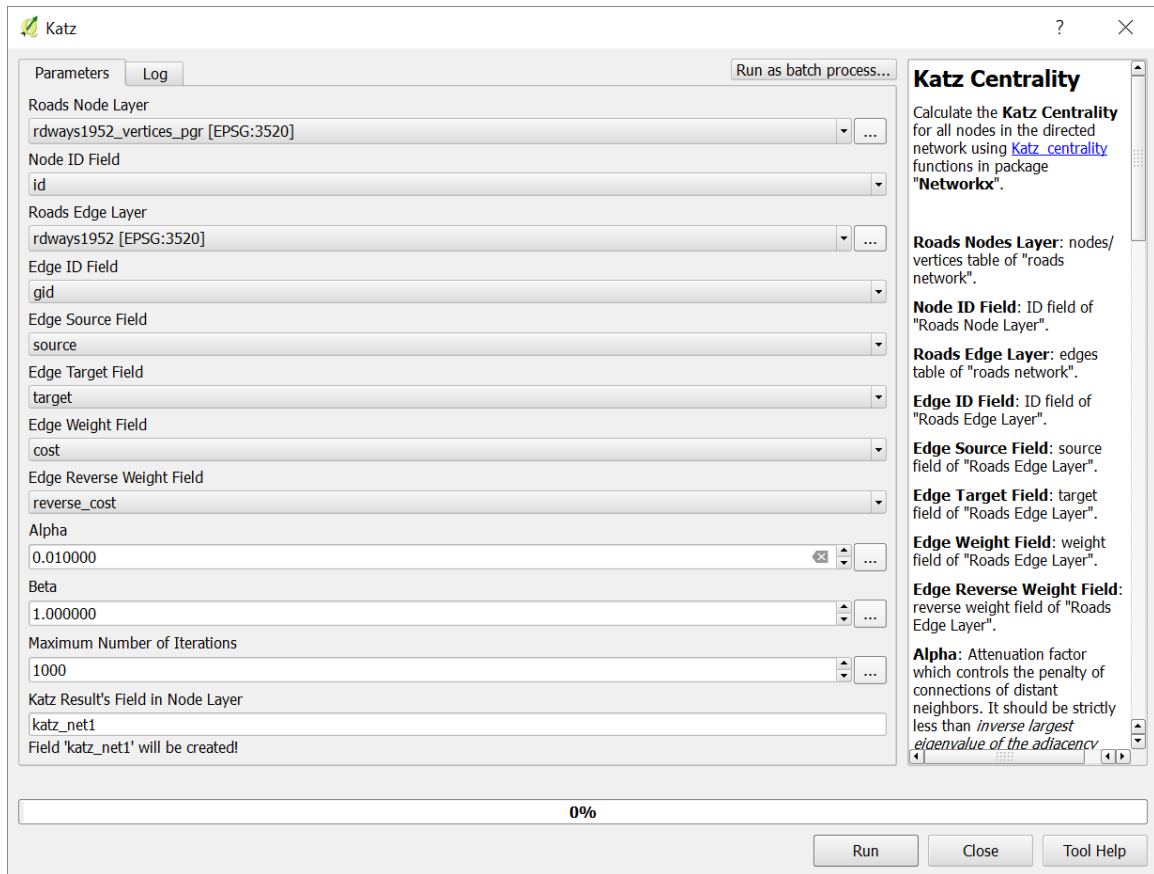 Katz
?
Parameters
Log
Run as batch process...
Roads Node Layer
rdways1952_vertices_pgr [EPSG:3520]
...
Node ID Field
id
Roads Edge Layer
rdways1952 [EPSG:3520]
...
Edge ID Field
gid
Edge Source Field
source
Edge Target Field
target
Edge Weight Field
cost
Edge Reverse Weight Field
reverse_cost
Alpha
0.010000
...
Beta
1.000000
...
Maximum Number of Iterations
1000
...
Katz Result's Field in Node Layer
katz_net1
Field 'katz_net1' will be created!
Katz Centrality
Calculate the Katz Centrality
for all nodes in the directed
network using Katz_centrality
functions in package
"Networkx".
Roads Nodes Layer: nodes/
vertices table of "roads
network".
Node ID Field: ID field of
"Roads Node Layer".
Roads Edge Layer: edges
table of "roads network".
Edge ID Field: ID field of
"Roads Edge Layer".
Edge Source Field: source
field of "Roads Edge Layer".
Edge Target Field: target
field of "Roads Edge Layer".
Edge Weight Field: weight
field of "Roads Edge Layer".
Edge Reverse Weight Field:
reverse weight field of "Roads
Edge Layer".
Alpha: Attenuation factor
which controls the penalty of
connections of distant
neighbors. It should be strictly
less than inverse largest
eigenvalue of the adjacency
0%
Run
Close
Tool Help